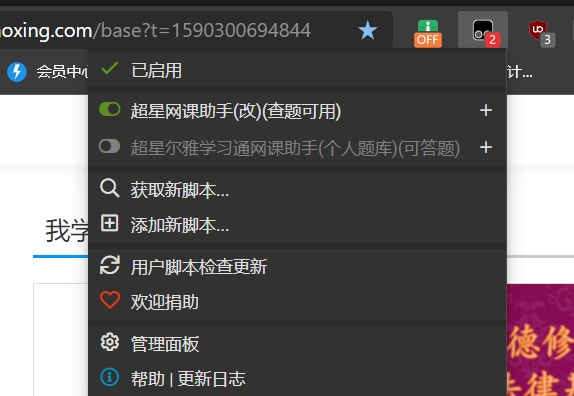 oxing.com/base?t=1590300694844
OFF
2
3
会员中心
计...
已启用
超星网课助手(改)(查题可用)
超星尔雅学习通网课助手(个人题库)(可答题)
获取新脚本...
添加新脚本...
我学
用户脚本检查更新
欢迎捐助
管理面板
帮助 | 更新日志
德修
法律基